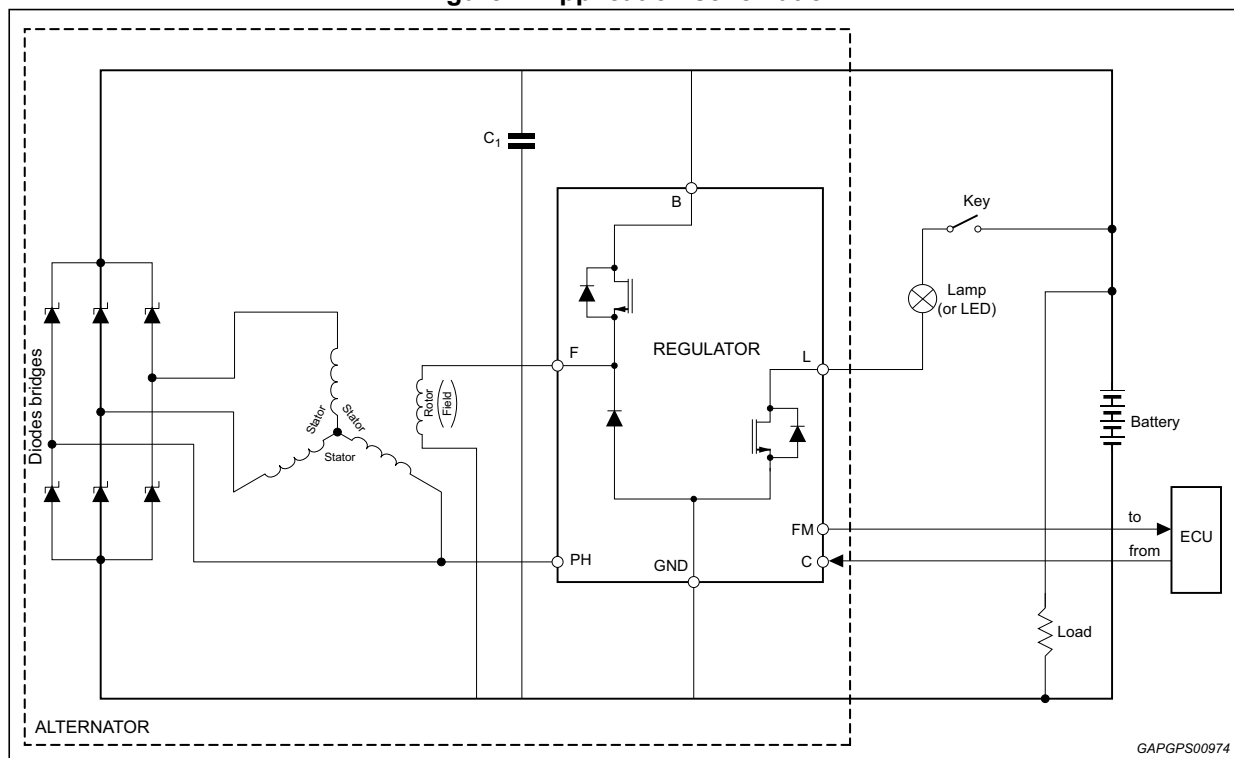 C1
B
Key
Lamp
(or LED)
REGULATOR
F
L
Diodes bridges
Stator
Stator
Stator
Rotor
(Field)
Battery
FM
to
ECU
PH
GND
C
from
Load
ALTERNATOR
GAPGPS00974